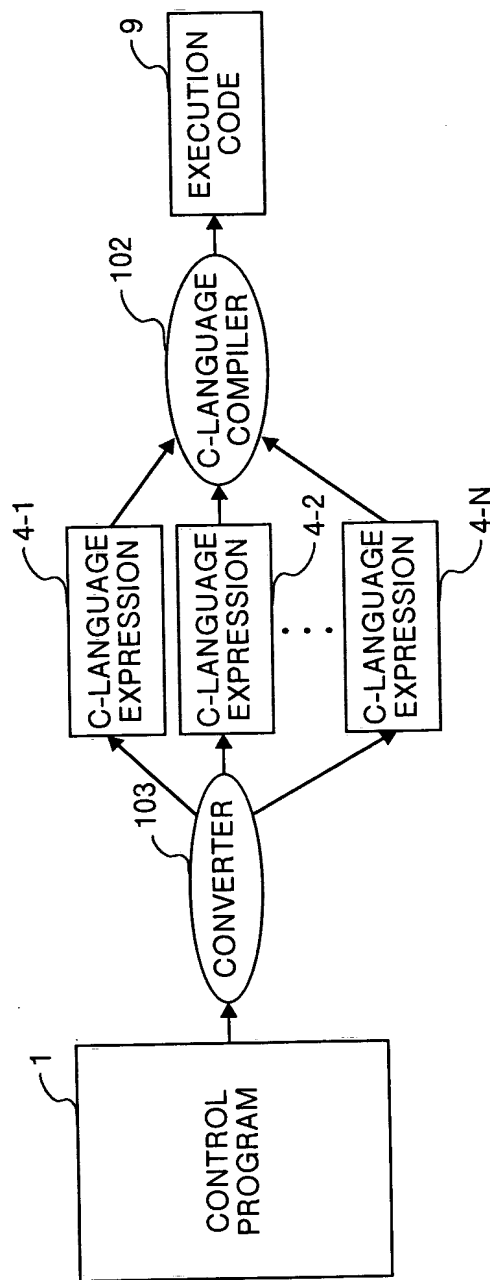 1
CONTROL
PROGRAM
103
CONVERTER
4-1
C-LANGUAGE
EXPRESSION
C-LANGUAGE
EXPRESSION
4-2
. . .
C-LANGUAGE
EXPRESSION
4-N
102
C-LANGUAGE
COMPILER
9
EXECUTION
CODE